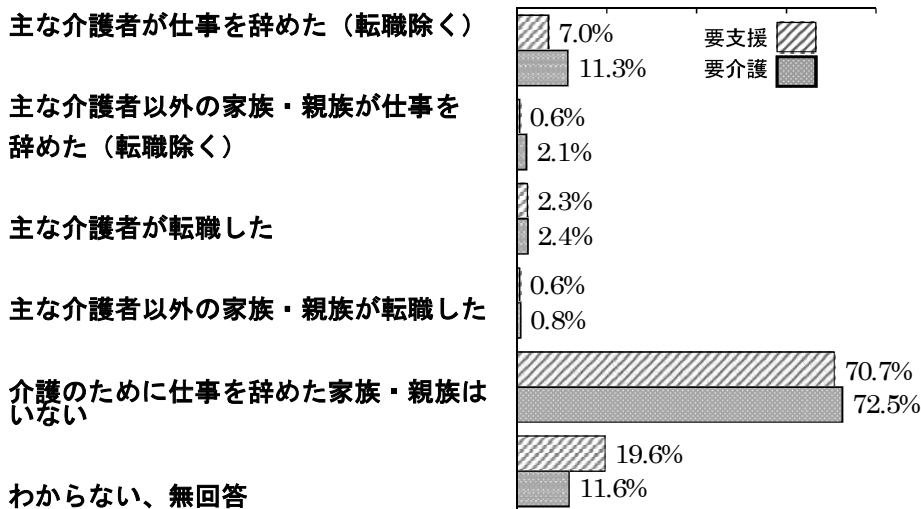 主な介護者が仕事を辞めた（転職除く）
7.0%
11.3%
要支援
要介護
主な介護者以外の家族・親族が仕事を
辞めた（転職除く）
0.6%
2.1%
主な介護者が転職した
2.3%
2.4%
主な介護者以外の家族・親族が転職した
0.6%
0.8%
介護のために仕事を辞めた家族・親族は
いない
70.7%
72.5%
わからない、無回答
19.6%
11.6%